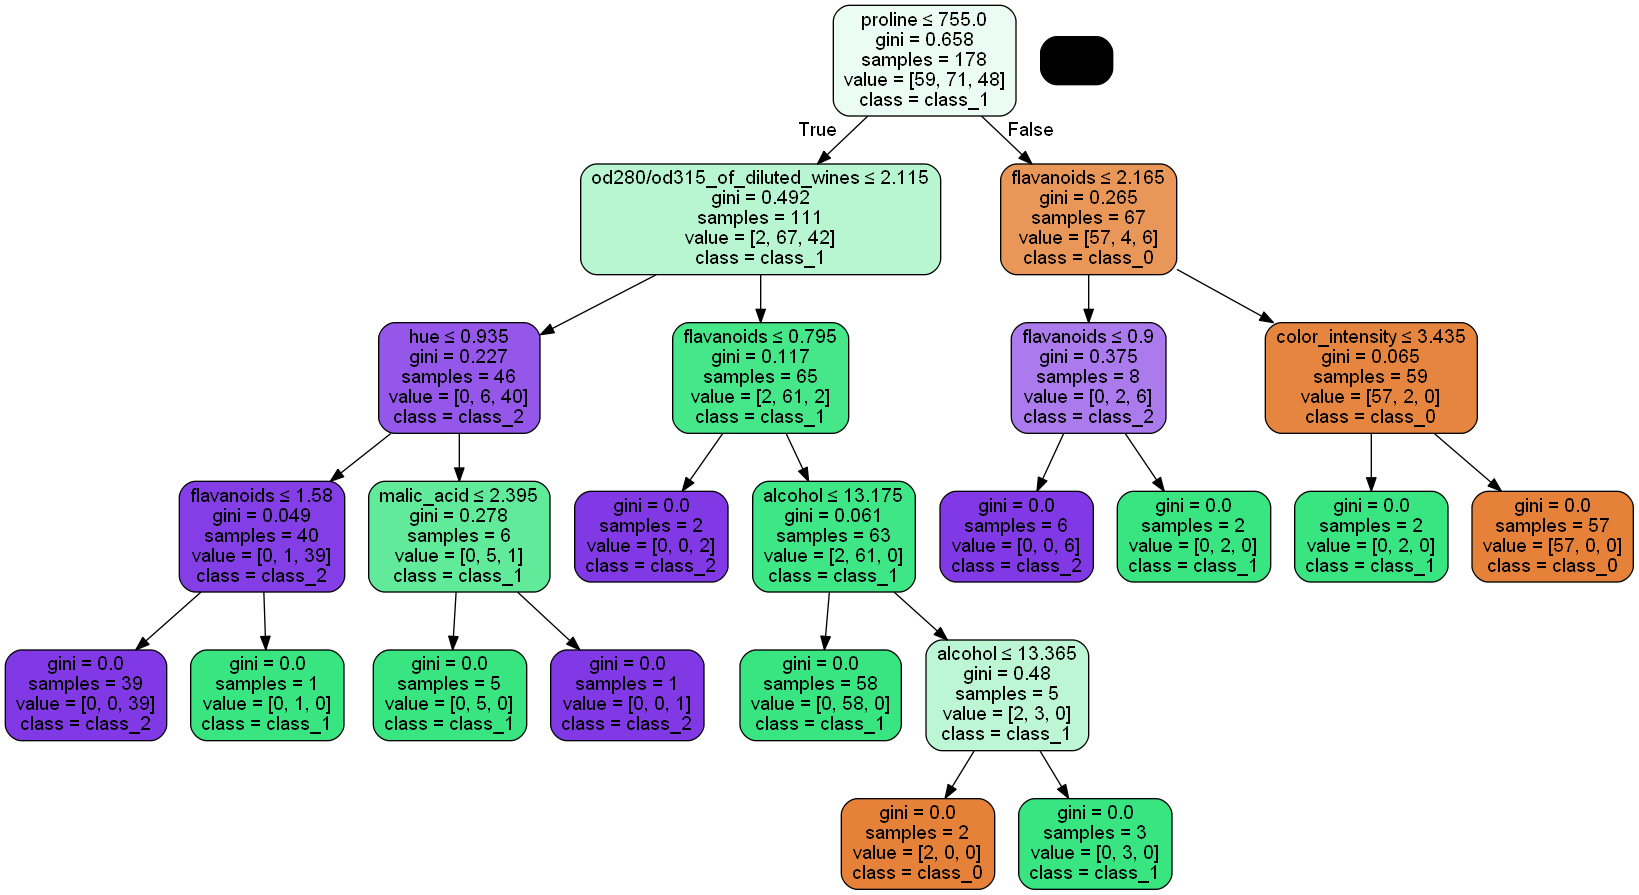 proline ≤ 755.0
gini = 0.658
samples = 178
value = [59, 71, 48]
class = class_1
True
False
od280/od315_of_diluted_wines ≤ 2.115
gini = 0.492
samples = 111
value = [2, 67, 42]
class = class_1
flavanoids ≤ 2.165
gini = 0.265
samples = 67
value = [57, 4, 6]
class = class_0
hue ≤ 0.935
gini = 0.227
samples = 46
value = [0, 6, 40]
class = class_2
flavanoids ≤ 0.795
gini = 0.117
samples = 65
value = [2, 61, 2]
class = class_1
flavanoids ≤ 0.9
gini = 0.375
samples = 8
value = [0, 2, 6]
class = class_2
color_intensity ≤ 3.435
gini = 0.065
samples = 59
value = [57, 2, 0]
class = class_0
flavanoids ≤ 1.58
gini = 0.049
samples = 40
value = [0, 1, 39]
class = class_2
malic_acid ≤ 2.395
gini = 0.278
samples = 6
value = [0, 5, 1]
class = class_1
gini = 0.0
samples = 2
value = [0, 0, 2]
class = class_2
alcohol ≤ 13.175
gini = 0.061
samples = 63
value = [2, 61, 0]
class = class_1
gini = 0.0
samples = 6
value = [0, 0, 6]
class = class_2
gini = 0.0
samples = 2
value = [0, 2, 0]
class = class_1
gini = 0.0
samples = 2
value = [0, 2, 0]
class = class_1
gini = 0.0
samples = 57
value = [57, 0, 0]
class = class_0
gini = 0.0
samples = 39
value = [0, 0, 39]
class = class_2
gini = 0.0
samples = 1
value = [0, 1, 0]
class = class_1
gini = 0.0
samples = 5
value = [0, 5, 0]
class = class_1
gini = 0.0
samples = 1
value = [0, 0, 1]
class = class_2
gini = 0.0
samples = 58
value = [0, 58, 0]
class = class_1
alcohol ≤ 13.365
gini = 0.48
samples = 5
value = [2, 3, 0]
class = class_1
gini = 0.0
samples = 2
value = [2, 0, 0]
class = class_0
gini = 0.0
samples = 3
value = [0, 3, 0]
class = class_1